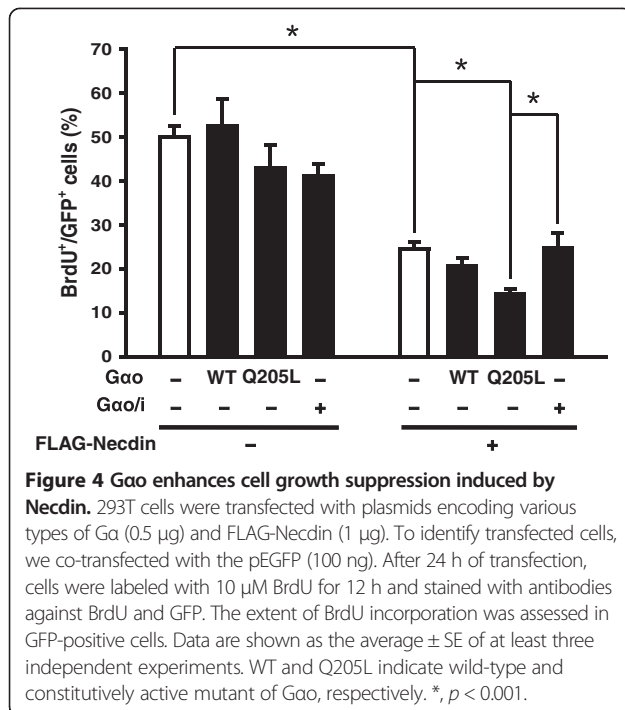 *
*
*
70
60
50
40
30
20
10
0
BrdU⁺/GFP⁺ cells (%)
Gαo – WT Q205L – – WT Q205L –
Gαo/i – – – + – – – +
FLAG-Necdin – +
Figure 4 Gαo enhances cell growth suppression induced by
Necdin. 293T cells were transfected with plasmids encoding various
types of Gα (0.5 μg) and FLAG-Necdin (1 μg). To identify transfected cells,
we co-transfected with the pEGFP (100 ng). After 24 h of transfection,
cells were labeled with 10 μM BrdU for 12 h and stained with antibodies
against BrdU and GFP. The extent of BrdU incorporation was assessed in
GFP-positive cells. Data are shown as the average ± SE of at least three
independent experiments. WT and Q205L indicate wild-type and
constitutively active mutant of Gαo, respectively. *, p < 0.001.